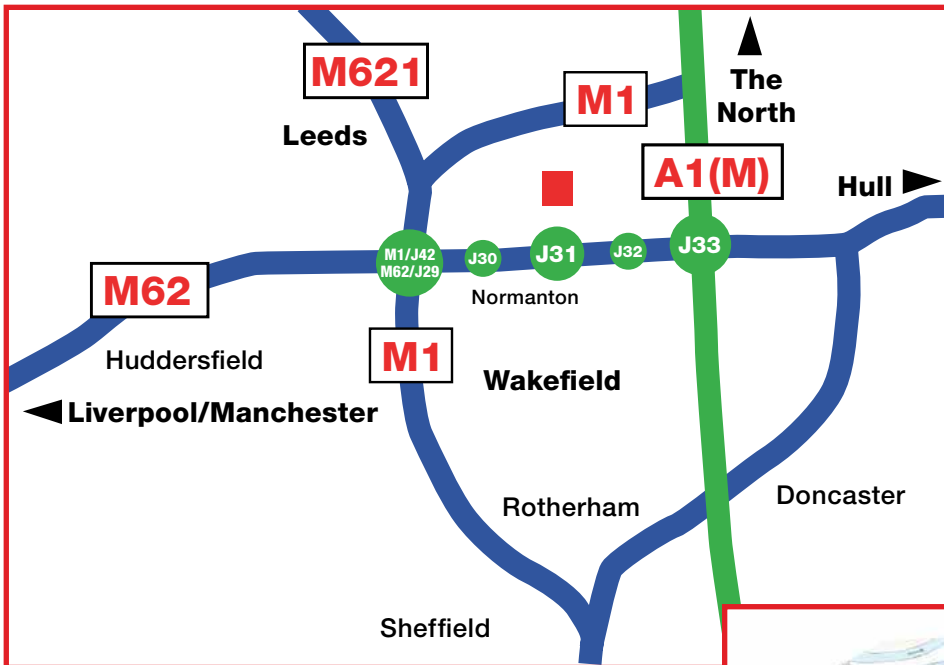 M621
The
North
M1
Leeds
A1(M)
Hull
M1/J42
M62/J29
J30
J31
J32
J33
Normanton
M62
M1
Huddersfield
Wakefield
Liverpool/Manchester
Rotherham
Doncaster
Sheffield